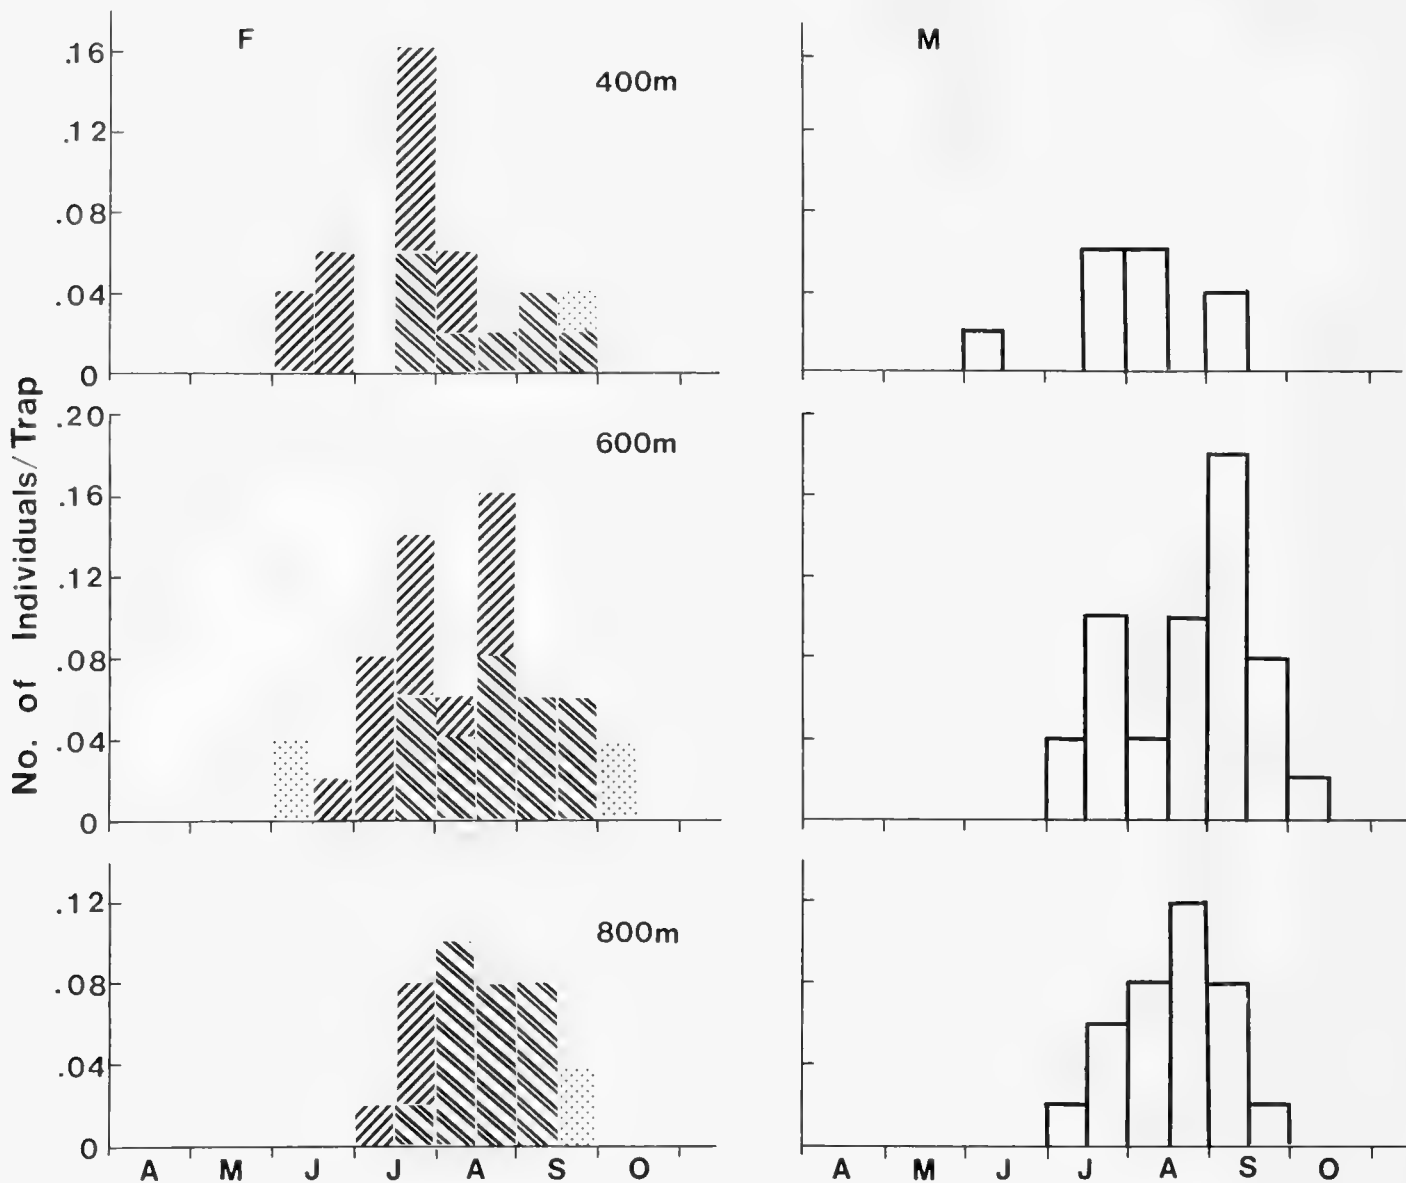 F
M
400m
.16
.12
.08
.04
0
No. of Individuals/Trap
600m
.20
.16
.12
.08
.04
0
800m
.12
.08
.04
0
A M J J A S O
A M J J A S O